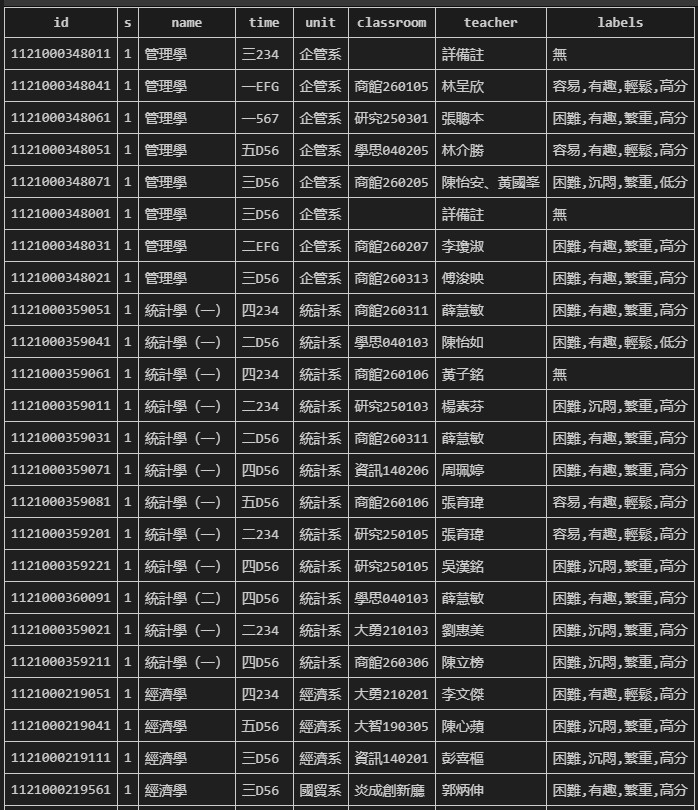 id s name time unit classroom teacher labels
1121000348011 1 管理學 三234 企管系 詳備註 無
1121000348041 1 管理學 一EFG 企管系 商館260105 林呈欣 容易,有趣,輕鬆,高分
1121000348061 1 管理學 一567 企管系 研究250301 張聰本 困難,有趣,繁重,高分
1121000348051 1 管理學 五D56 企管系 學思040205 林介勝 容易,有趣,輕鬆,高分
1121000348071 1 管理學 三D56 企管系 商館260205 陳怡安、黃國峯 困難,沉悶,繁重,低分
1121000348001 1 管理學 三D56 企管系 詳備註 無
1121000348031 1 管理學 二EFG 企管系 商館260207 李瓊淑 困難,有趣,繁重,高分
1121000348021 1 管理學 三D56 企管系 商館260313 傅浚映 困難,有趣,繁重,高分
1121000359051 1 統計學（一） 四234 統計系 商館260311 薛慧敏 困難,有趣,繁重,高分
1121000359041 1 統計學（一） 二D56 統計系 學思040103 陳怡如 困難,有趣,輕鬆,低分
1121000359061 1 統計學（一） 四234 統計系 商館260106 黃子銘 無
1121000359011 1 統計學（一） 二234 統計系 研究250103 楊素芬 困難,沉悶,繁重,高分
1121000359031 1 統計學（一） 二D56 統計系 商館260311 薛慧敏 困難,有趣,繁重,高分
1121000359071 1 統計學（一） 四D56 統計系 資訊140206 周珮婷 困難,有趣,繁重,高分
1121000359081 1 統計學（一） 五D56 統計系 商館260106 張育瑋 容易,有趣,輕鬆,高分
1121000359201 1 統計學（一） 二234 統計系 研究250105 張育瑋 容易,有趣,輕鬆,高分
1121000359221 1 統計學（一） 四D56 統計系 研究250105 吳漢銘 困難,沉悶,繁重,高分
1121000360091 1 統計學（二） 四D56 統計系 學思040103 薛慧敏 困難,有趣,繁重,高分
1121000359021 1 統計學（一） 二234 統計系 大勇210103 劉惠美 困難,沉悶,繁重,高分
1121000359211 1 統計學（一） 四D56 統計系 商館260306 陳立榜 困難,沉悶,繁重,高分
1121000219051 1 經濟學 四234 經濟系 大勇210201 李文傑 困難,有趣,輕鬆,高分
1121000219041 1 經濟學 五D56 經濟系 大智190305 陳心蘋 困難,沉悶,繁重,高分
1121000219111 1 經濟學 三D56 經濟系 資訊140201 彭喜樞 困難,沉悶,繁重,高分
1121000219561 1 經濟學 三D56 國貿系 炎成創新廳 郭炳伸 困難,有趣,繁重,高分